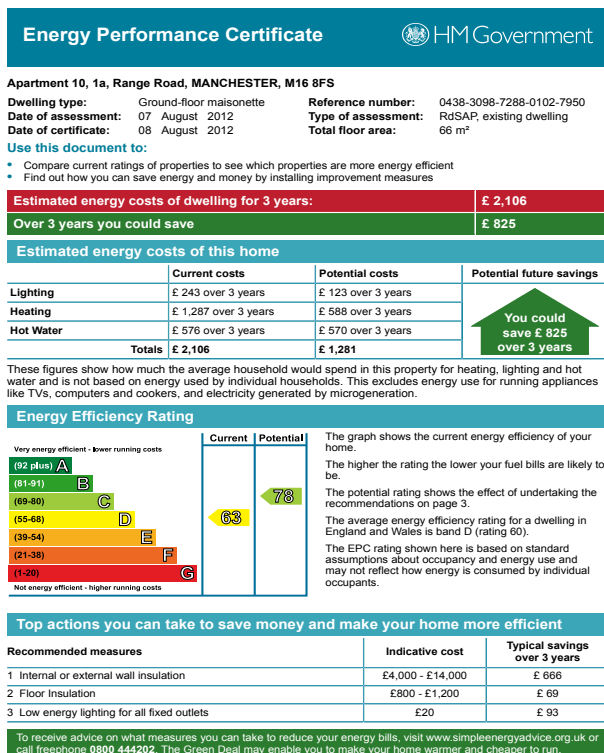 Energy Performance Certificate
HM Government
Apartment 10, 1a, Range Road, MANCHESTER, M16 8FS
Dwelling type: Ground-floor maisonette Reference number: 0438-3098-7288-0102-7950
Date of assessment: 07 August 2012 Type of assessment: RdSAP, existing dwelling
Date of certificate: 08 August 2012 Total floor area: 66 m²
Use this document to:
• Compare current ratings of properties to see which properties are more energy efficient
• Find out how you can save energy and money by installing improvement measures
Estimated energy costs of dwelling for 3 years: £ 2,106
Over 3 years you could save £ 825
Estimated energy costs of this home
Current costs Potential costs Potential future savings
Lighting £ 243 over 3 years £ 123 over 3 years
Heating £ 1,287 over 3 years £ 588 over 3 years
Hot Water £ 576 over 3 years £ 570 over 3 years
Totals £ 2,106 £ 1,281
You could
save £ 825
over 3 years
These figures show how much the average household would spend in this property for heating, lighting and hot
water and is not based on energy used by individual households. This excludes energy use for running appliances
like TVs, computers and cookers, and electricity generated by microgeneration.
Energy Efficiency Rating
Current Potential
Very energy efficient - lower running costs
(92 plus) A
(81-91) B
(69-80) C
(55-68) D
(39-54) E
(21-38) F
(1-20) G
Not energy efficient - higher running costs
63
78
The graph shows the current energy efficiency of your
home.
The higher the rating the lower your fuel bills are likely to
be.
The potential rating shows the effect of undertaking the
recommendations on page 3.
The average energy efficiency rating for a dwelling in
England and Wales is band D (rating 60).
The EPC rating shown here is based on standard
assumptions about occupancy and energy use and
may not reflect how energy is consumed by individual
occupants.
Top actions you can take to save money and make your home more efficient
Recommended measures Indicative cost Typical savings
over 3 years
1 Internal or external wall insulation £4,000 - £14,000 £ 666
2 Floor Insulation £800 - £1,200 £ 69
3 Low energy lighting for all fixed outlets £20 £ 93
To receive advice on what measures you can take to reduce your energy bills, visit www.simpleenergyadvice.org.uk or
call freephone 0800 444202. The Green Deal may enable you to make your home warmer and cheaper to run.